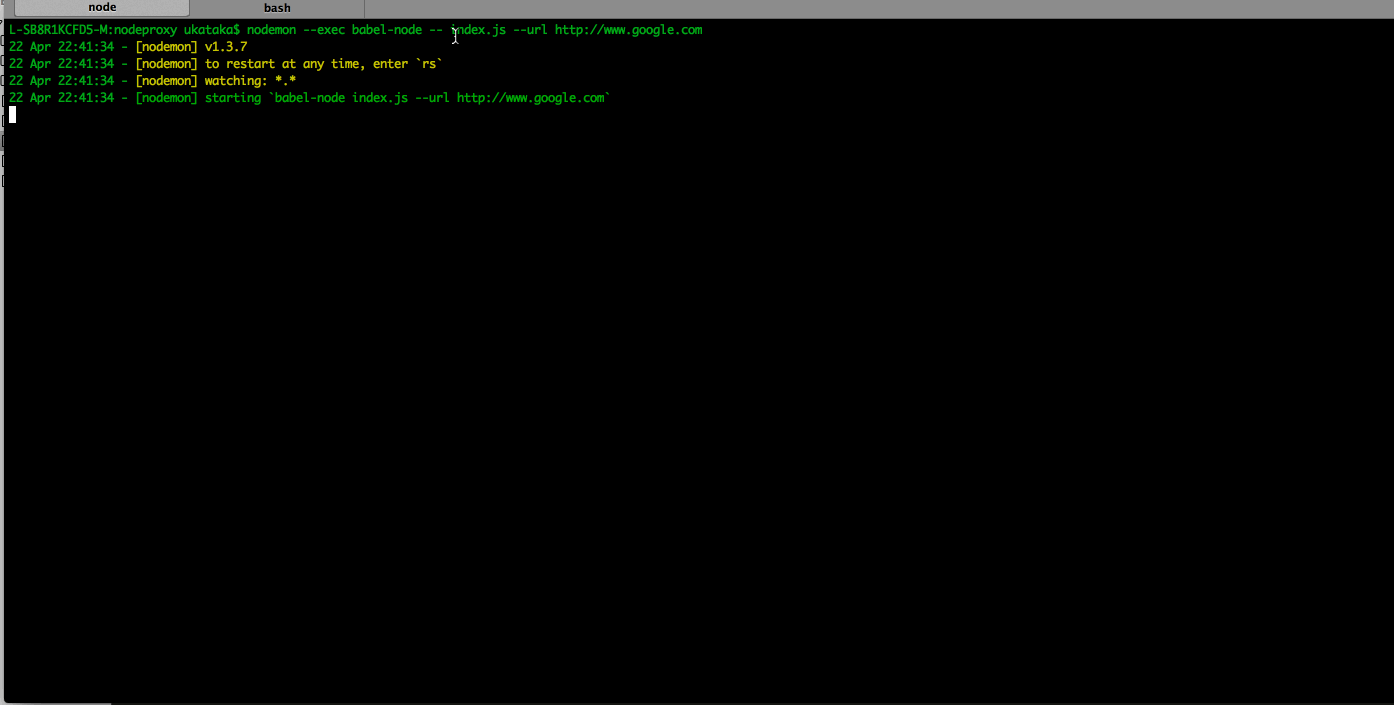 node
bash
L-SB8R1KCFD5-M:nodeproxy ukataka$ nodemon --exec babel-node -- index.js --url http://www.google.com
22 Apr 22:41:34 - [nodemon] v1.3.7
22 Apr 22:41:34 - [nodemon] to restart at any time, enter `rs`
22 Apr 22:41:34 - [nodemon] watching: *.*
22 Apr 22:41:34 - [nodemon] starting `babel-node index.js --url http://www.google.com`